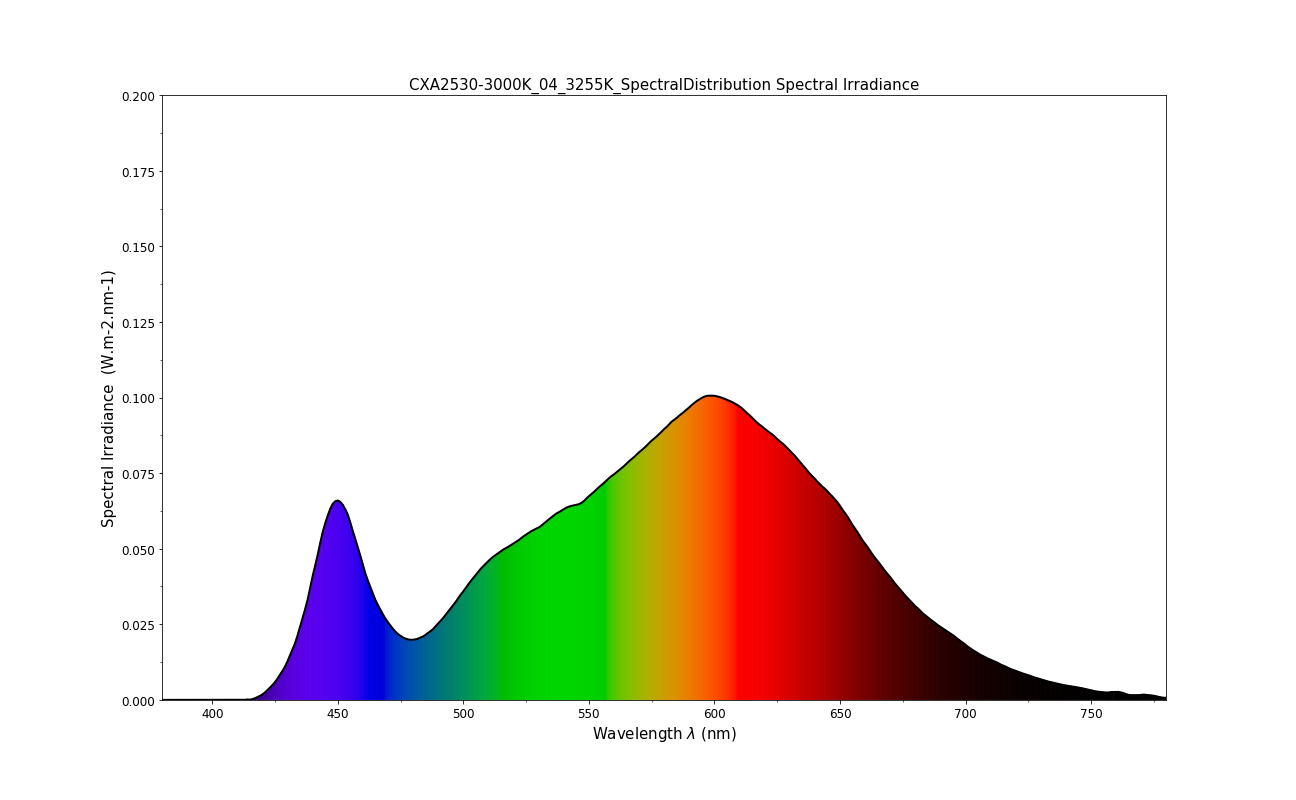 CXA2530-3000K_04_3255K_SpectralDistribution Spectral Irradiance
0.200
0.175
0.150
0.125
0.100
0.075
0.050
0.025
0.000
Spectral Irradiance (W.m-2.nm-1)
400 450 500 550 600 650 700 750
Wavelength λ (nm)